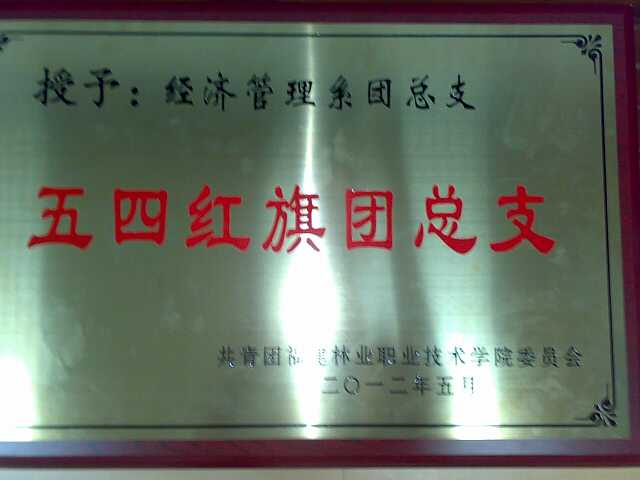 授予：经济管理系团总支
五四红旗团总支
共青团福建林业职业技术学院委员会
二〇一二年五月